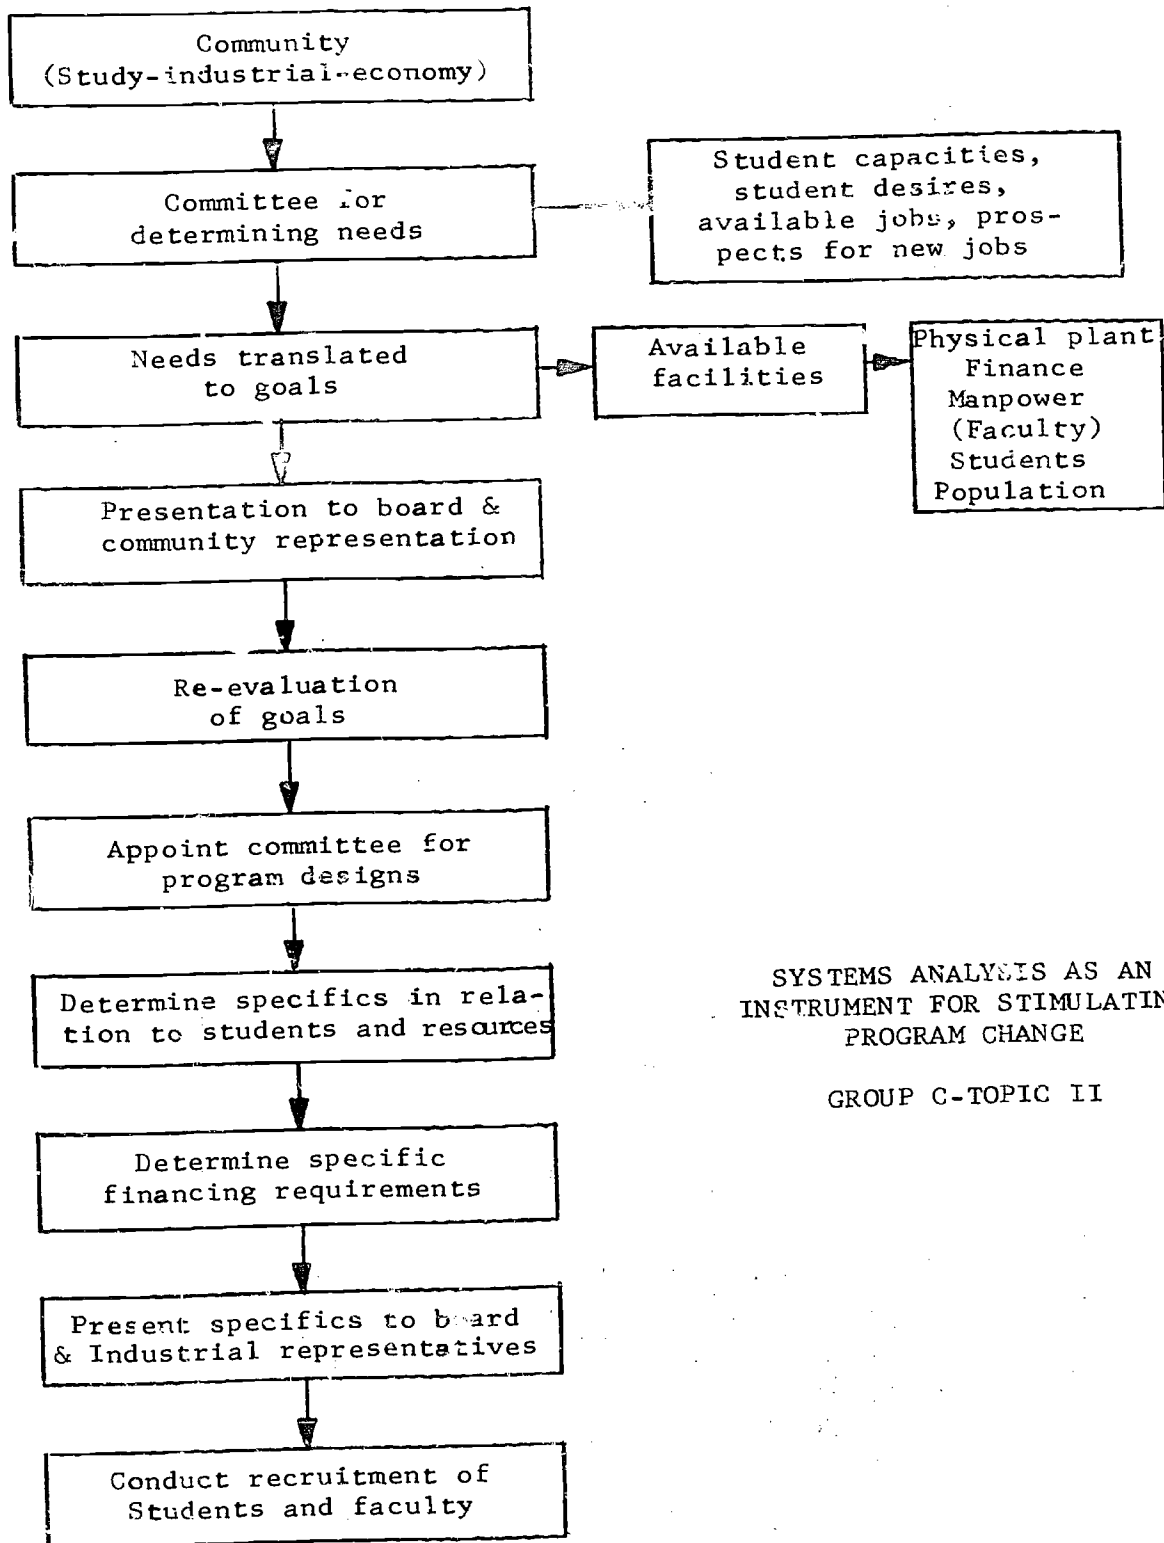 Community
(Study-industrial-economy)
Committee for
determining needs
Student capacities,
student desires,
available jobs, pros-
pects for new jobs
Needs translated
to goals
Available
facilities
Physical plant
Finance
Manpower
(Faculty)
Students
Population
Presentation to board &
community representation
Re-evaluation
of goals
Appoint committee for
program designs
Determine specifics in rela-
tion to students and resources
Determine specific
financing requirements
Present specifics to board
& Industrial representatives
Conduct recruitment of
Students and faculty
SYSTEMS ANALYSIS AS AN
INSTRUMENT FOR STIMULATIN
PROGRAM CHANGE
GROUP C-TOPIC II